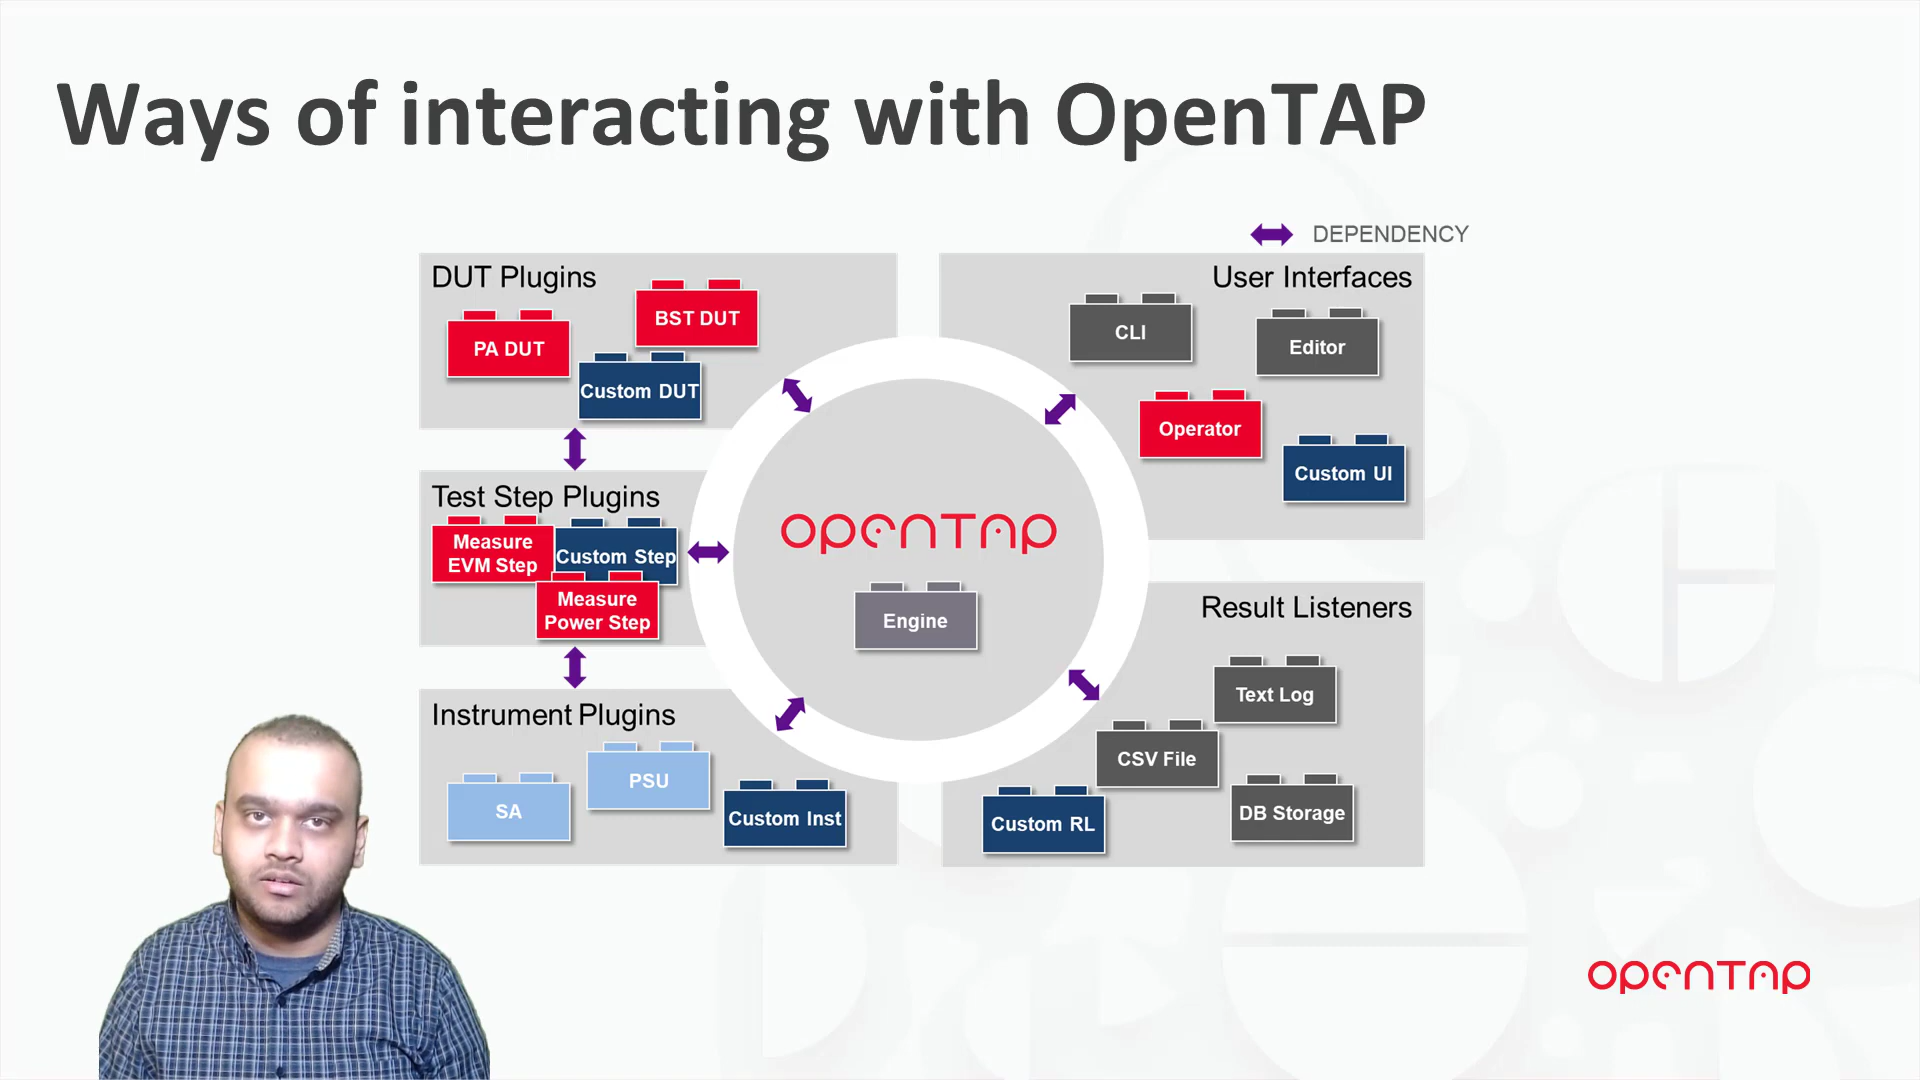 Ways of interacting with OpenTAP
DEPENDENCY
DUT Plugins
BST DUT
PA DUT
Custom DUT
User Interfaces
CLI
Editor
Operator
Custom UI
Test Step Plugins
Measure
EVM Step
Custom Step
Measure
Power Step
OPENTAP
Engine
Instrument Plugins
PSU
SA
Custom Inst
Result Listeners
Text Log
CSV File
DB Storage
Custom RL
OPENTAP